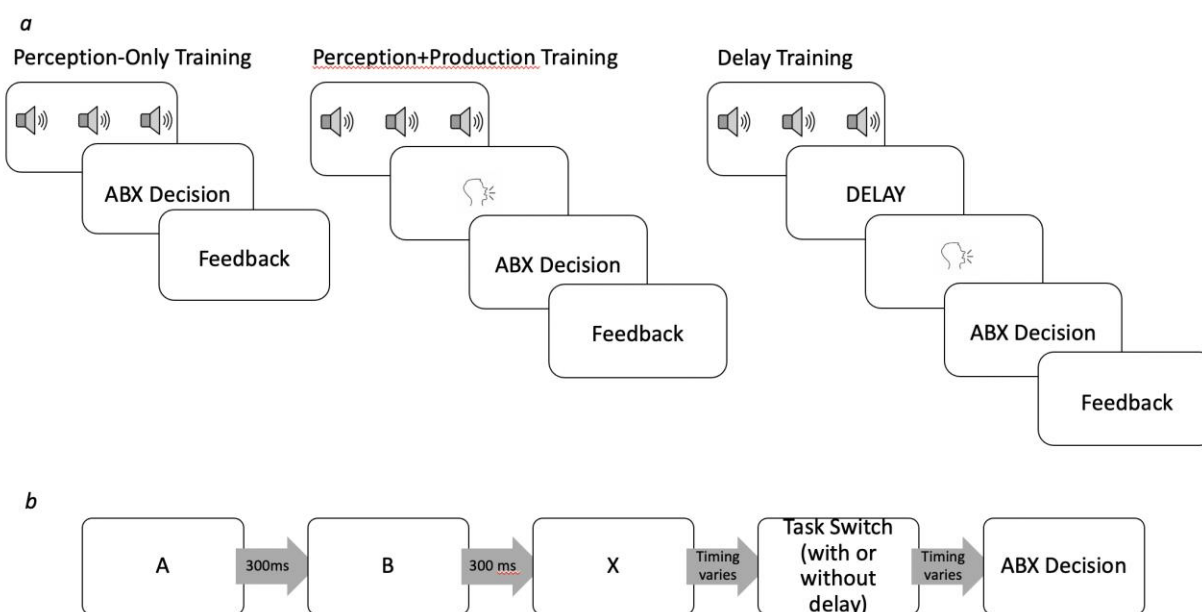 a
Perception-Only Training
Perception+Production Training
Delay Training
ABX Decision
Feedback
ABX Decision
Feedback
DELAY
ABX Decision
Feedback
b
A
300ms
B
300 ms
X
Timing
varies
Task Switch
(with or
without
delay)
Timing
varies
ABX Decision